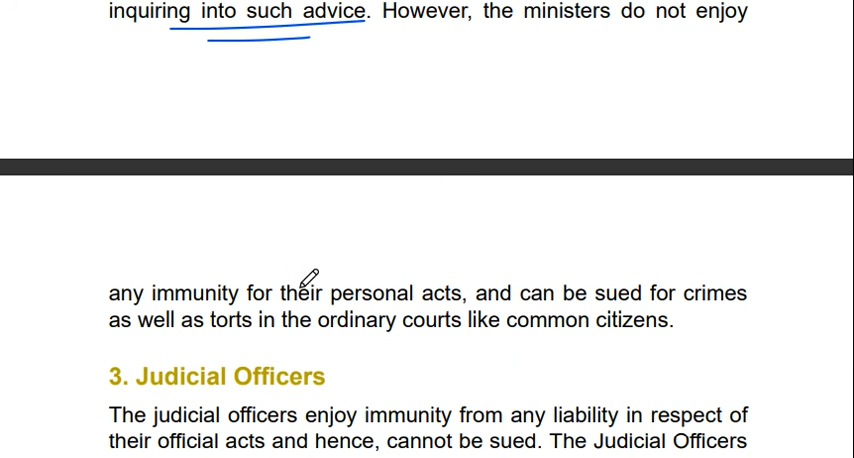 inquiring into such advice. However, the ministers do not enjoy
any immunity for their personal acts, and can be sued for crimes
as well as torts in the ordinary courts like common citizens.
3. Judicial Officers
The judicial officers enjoy immunity from any liability in respect of
their official acts and hence, cannot be sued. The Judicial Officers